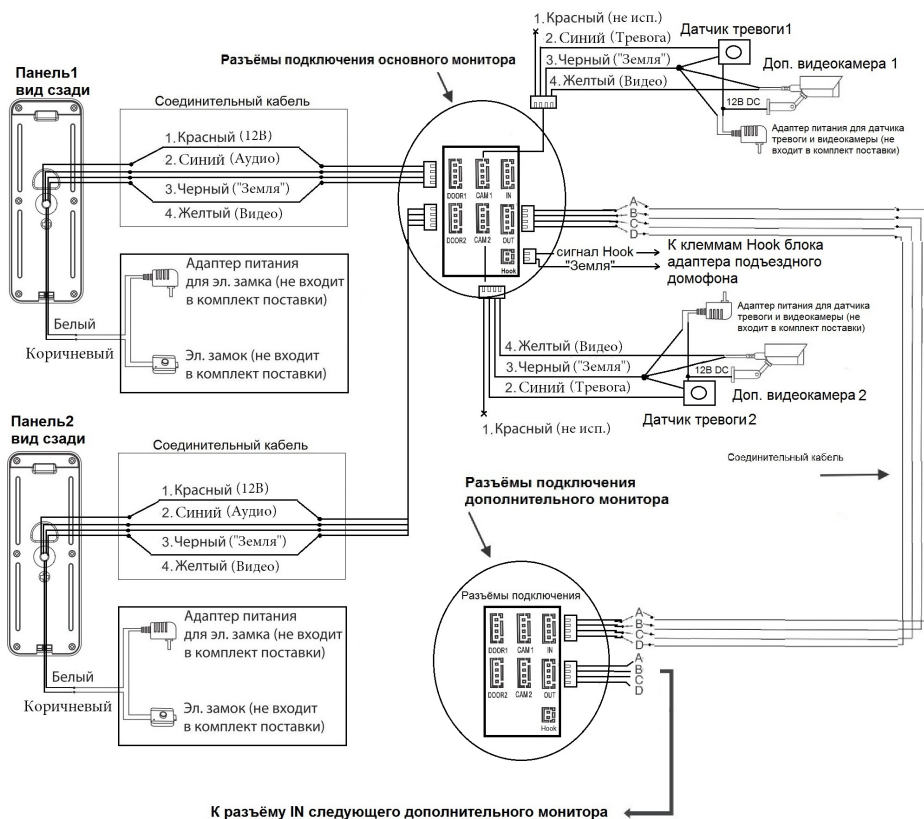 1. Красный (не исп.)
2. Синий (Тревога)
3. Черный ("Земля")
4. Желтый (Видео)
Датчик тревоги1
Доп. видеокамера 1
12В DC
Адаптер питания для датчика
тревоги и видеокамеры (не
входит в комплект поставки)
Разъёмы подключения основного монитора
Панель1
вид сзади
Соединительный кабель
1. Красный (12В)
2. Синий (Аудио)
3. Черный ("Земля")
4. Желтый (Видео)
DOOR1
CAM 1
IN
DOOR2
CAM 2
OUT
Hook
A
B
C
D
сигнал Hook
"Земля"
К клеммам Hook блока
адаптера подъездного
домофона
Адаптер питания
для эл. замка (не входит
в комплект поставки)
Белый
Коричневый
Эл. замок (не входит
в комплект поставки)
Адаптер питания для датчика
тревоги и видеокамеры (не
входит в комплект поставки)
4. Желтый (Видео)
3. Черный ("Земля")
2. Синий (Тревога)
1. Красный (не исп.)
12В DC
Доп. видеокамера 2
Датчик тревоги2
Панель2
вид сзади
Соединительный кабель
1. Красный (12В)
2. Синий (Аудио)
3. Черный ("Земля")
4. Желтый (Видео)
Соединительный кабель
Разъёмы подключения
дополнительного монитора
Разъёмы подключения
DOOR1
CAM 1
IN
DOOR2
CAM 2
OUT
Hook
A
B
C
D
A
B
C
D
Адаптер питания
для эл. замка (не входит
в комплект поставки)
Белый
Коричневый
Эл. замок (не входит
в комплект поставки)
К разъёму IN следующего дополнительного монитора